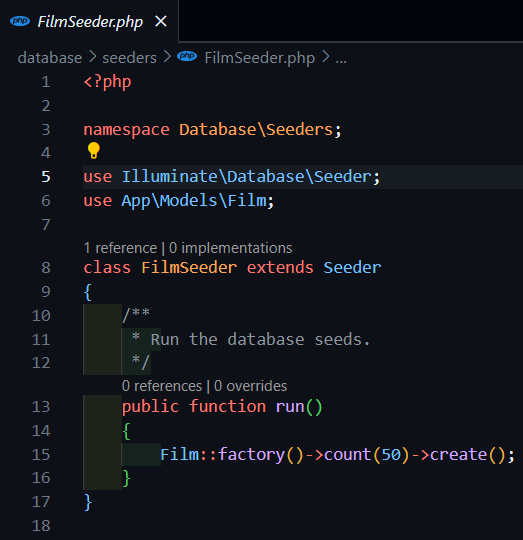 php FilmSeeder.php ×
database > seeders > php FilmSeeder.php > ...
1 <?php
2
3 namespace Database\Seeders;
4
5 use Illuminate\Database\Seeder;
6 use App\Models\Film;
7
1 reference | 0 implementations
8 class FilmSeeder extends Seeder
9 {
10     /**
11      * Run the database seeds.
12      */
0 references | 0 overrides
13     public function run()
14     {
15         Film::factory()->count(50)->create();
16     }
17 }
18